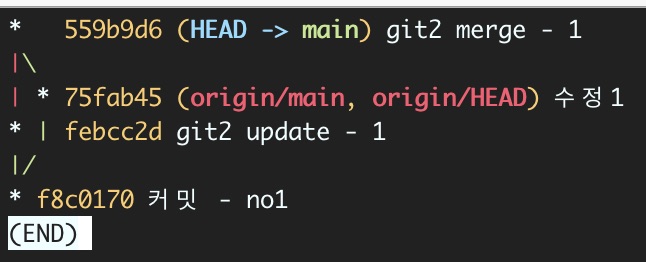 *   559b9d6 (HEAD -> main) git2 merge - 1
|\
| * 75fab45 (origin/main, origin/HEAD) 수정1
* | febcc2d git2 update - 1
|/
* f8c0170 커밋 - no1
(END)